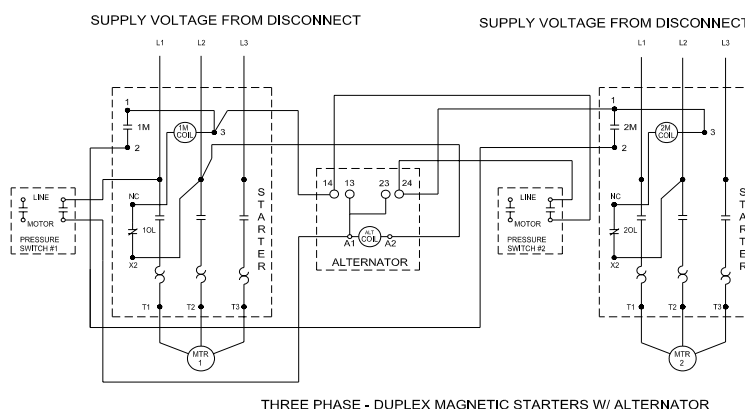 SUPPLY VOLTAGE FROM DISCONNECT
SUPPLY VOLTAGE FROM DISCONNECT
L1 L2 L3
L1 L2 L3
1
1M
2
1M COIL
3
14 13 23 24
1
2M
2
2M COIL
3
LINE
MOTOR
PRESSURE
SWITCH #1
NC
1OL
X2
STARTER
A1
ALT COIL
A2
ALTERNATOR
LINE
MOTOR
PRESSURE
SWITCH #2
NC
2OL
X2
STARTER
T1 T2 T3
T1 T2 T3
MTR
1
MTR
2
THREE PHASE - DUPLEX MAGNETIC STARTERS W/ ALTERNATOR